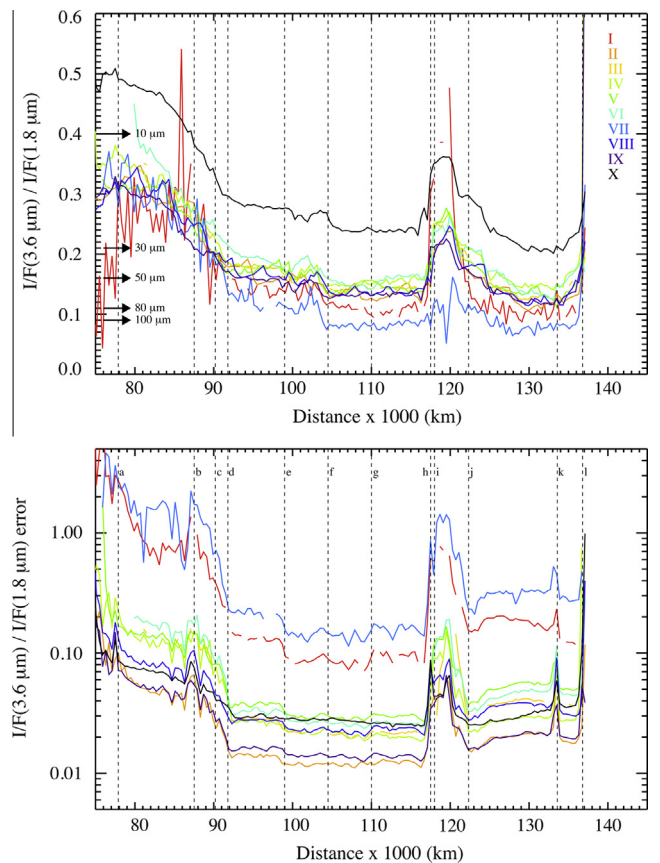 I/F(3.6 μm) / I/F(1.8 μm)
0.6
0.5
0.4
0.3
0.2
0.1
0.0
10 μm
30 μm
50 μm
80 μm
100 μm
I
II
III
IV
V
VI
VII
VIII
IX
X
80 90 100 110 120 130 140
Distance x 1000 (km)
I/F(3.6 μm) / I/F(1.8 μm) error
1.00
0.10
0.01
a b c d e f g h i j k l
80 90 100 110 120 130 140
Distance x 1000 (km)